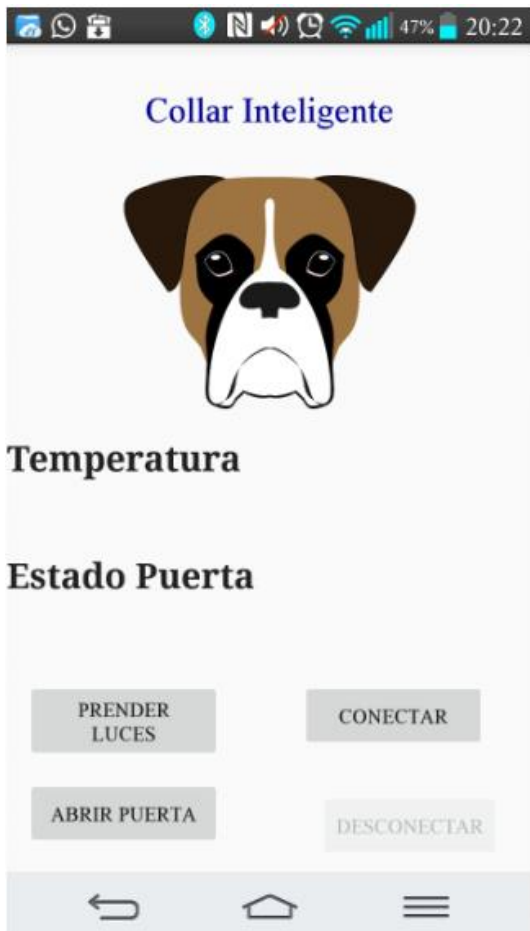 47% 20:22
Collar Inteligente
Temperatura
Estado Puerta
PRENDER
LUCES
CONECTAR
ABRIR PUERTA
DESCONECTAR